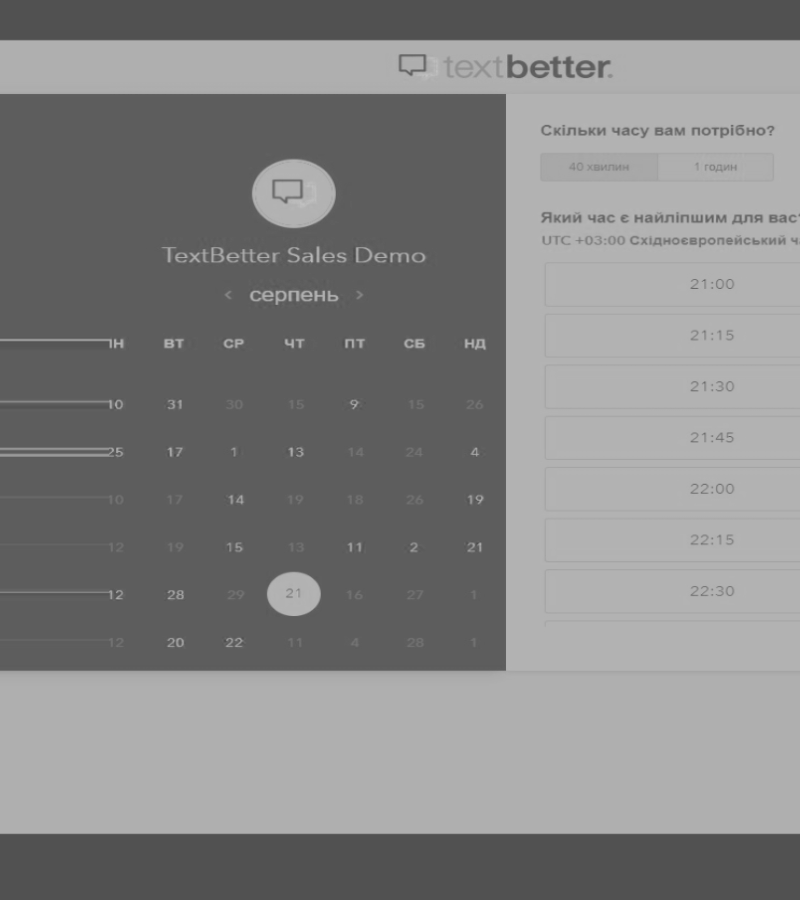 textbetter.
TextBetter Sales Demo
< серпень >
ПН ВТ СР ЧТ ПТ СБ НД
10 31 30 15 9 15 26
25 17 1 13 14 24 4
10 17 14 19 18 26 19
12 19 15 13 11 2 21
12 28 29 21 16 27 1
12 20 22 11 4 28 1
Скільки часу вам потрібно?
40 хвилин 1 годин
Який час є найліпшим для вас?
UTC +03:00 Східноєвропейський ч
21:00
21:15
21:30
21:45
22:00
22:15
22:30